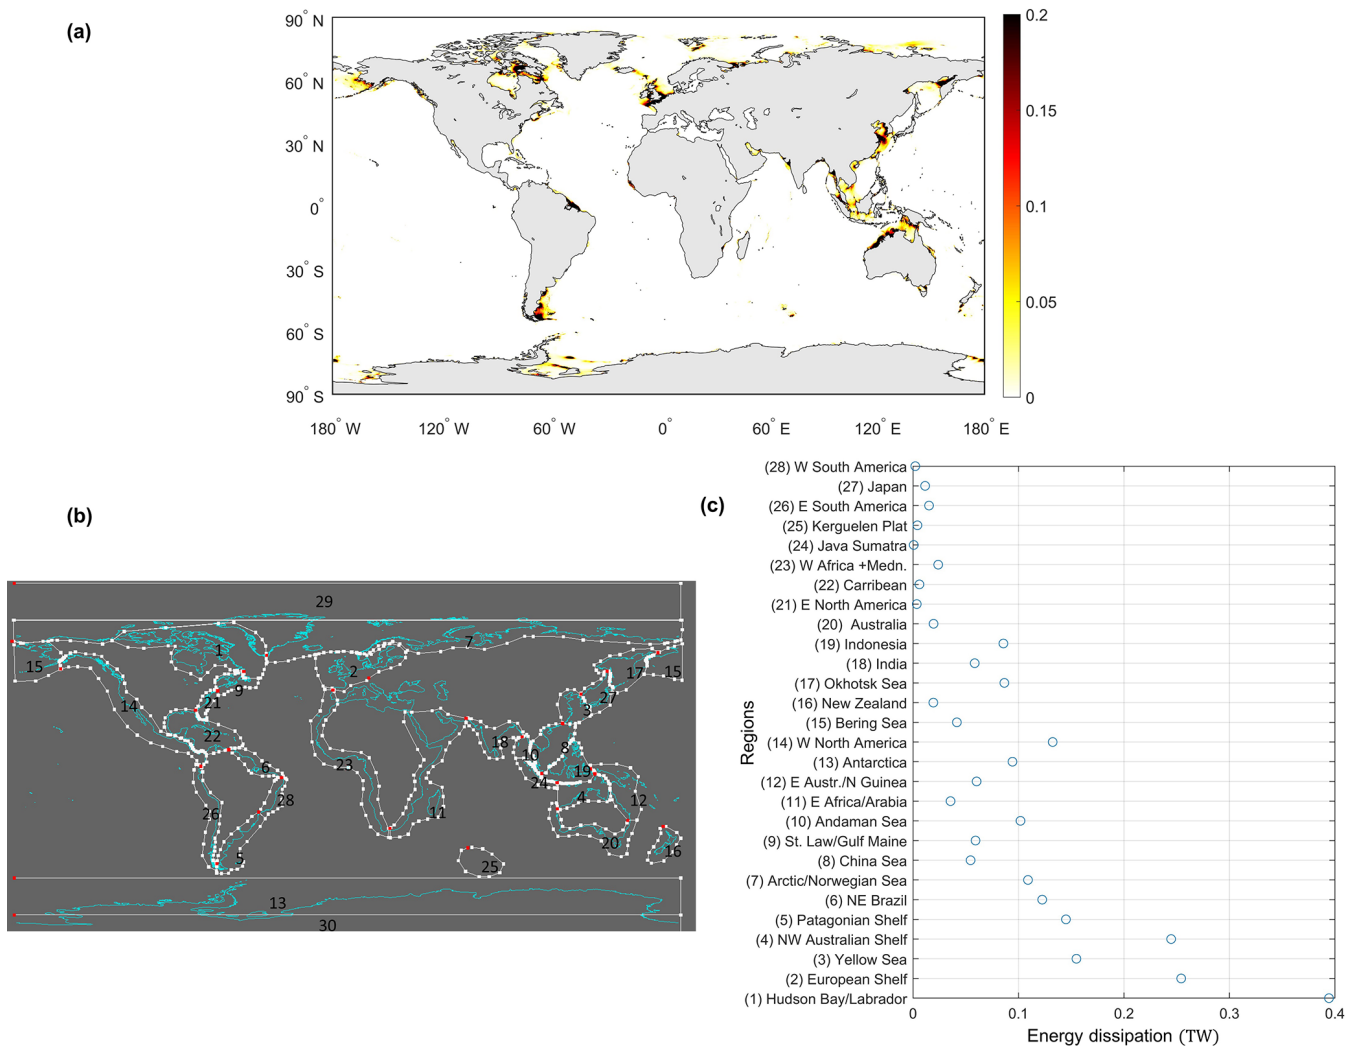 (a)
90° N
60° N
30° N
0°
30° S
60° S
90° S
180° W
120° W
60° W
0°
60° E
120° E
180° E
0.2
0.15
0.1
0.05
0
(b)
29
1
7
15
2
17
15
9
14
21
27
3
22
18
8
10
6
23
19
24
4
12
28
26
11
20
16
5
25
13
30
(c)
Regions
(28) W South America
(27) Japan
(26) E South America
(25) Kerguelen Plat
(24) Java Sumatra
(23) W Africa +Medn.
(22) Carribean
(21) E North America
(20) Australia
(19) Indonesia
(18) India
(17) Okhotsk Sea
(16) New Zealand
(15) Bering Sea
(14) W North America
(13) Antarctica
(12) E Austr./N Guinea
(11) E Africa/Arabia
(10) Andaman Sea
(9) St. Law/Gulf Maine
(8) China Sea
(7) Arctic/Norwegian Sea
(6) NE Brazil
(5) Patagonian Shelf
(4) NW Australian Shelf
(3) Yellow Sea
(2) European Shelf
(1) Hudson Bay/Labrador
0
0.1
0.2
0.3
0.4
Energy dissipation (TW)